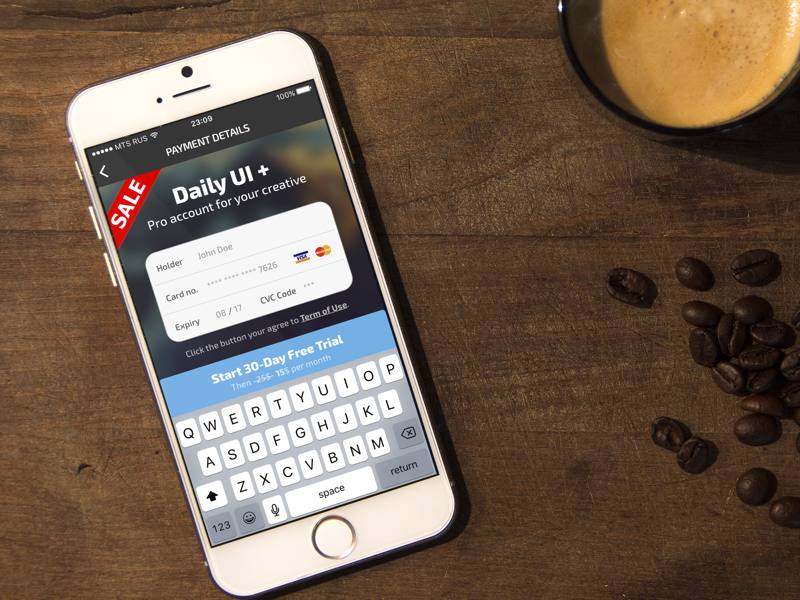 ●●●●● MTS RUS 23:09 100%
PAYMENT DETAILS
SALE
Daily UI +
Pro account for your creative
Holder John Doe
Card no. **** **** **** 7626 VISA MasterCard
Expiry 08 / 17 CVC Code ***
Click the button your agree to Term of Use.
Start 30-Day Free Trial
Then 25$ 15$ per month
Q W E R T Y U I O P
A S D F G H J K L
Z X C V B N M
123 space return